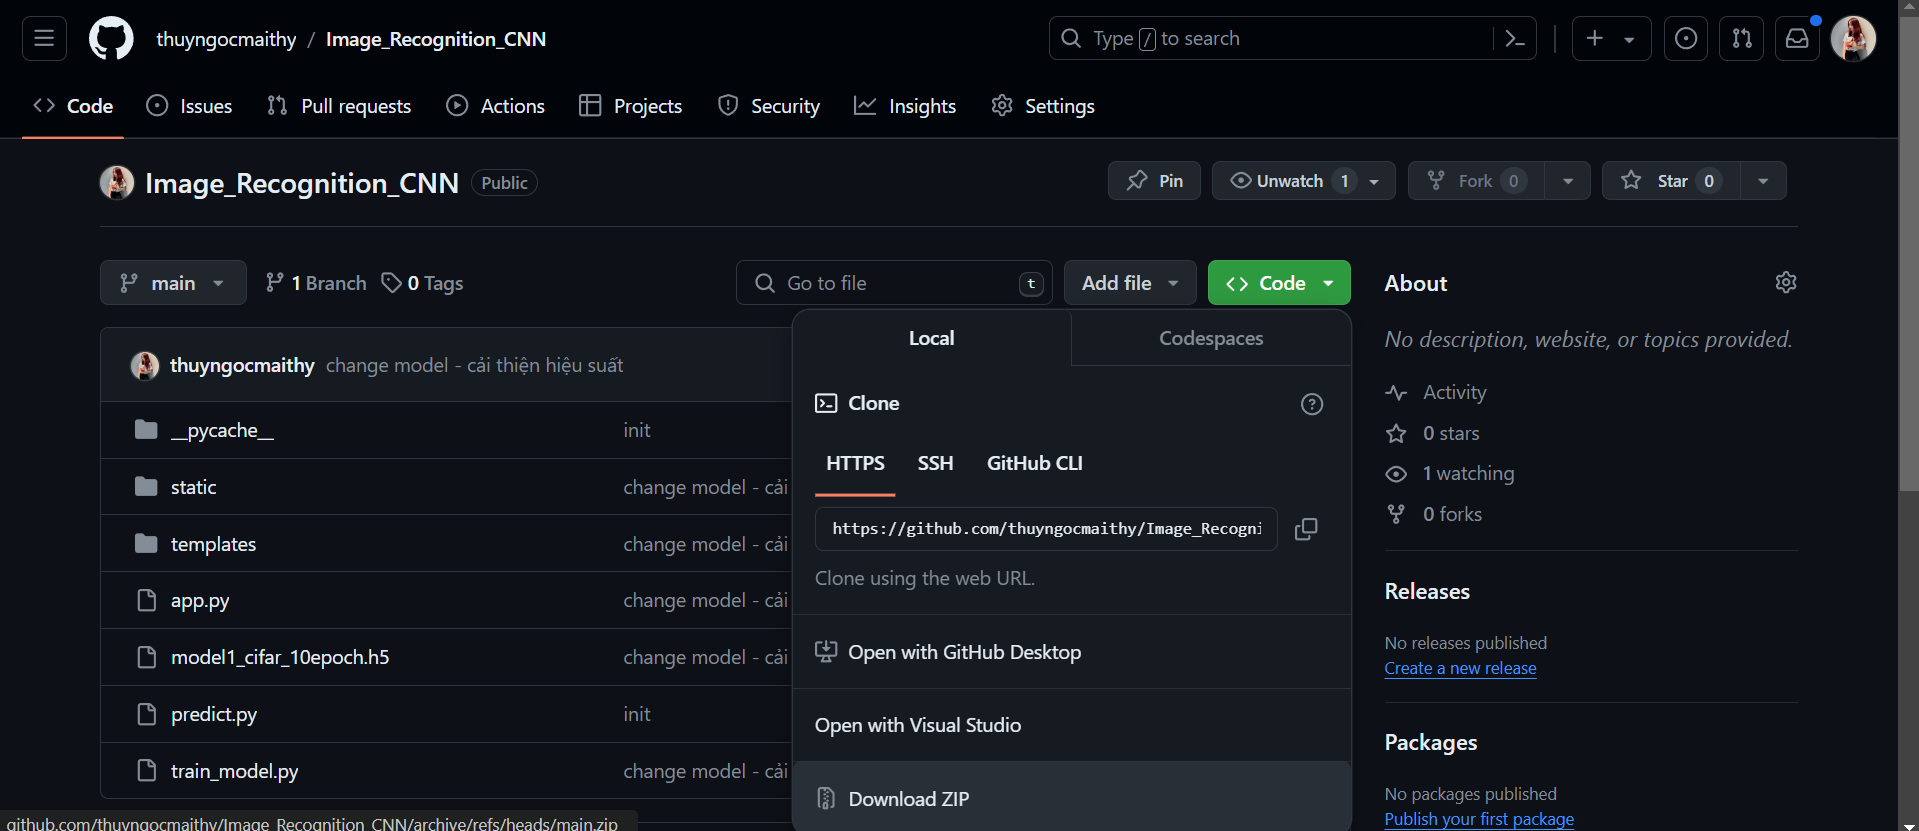 thuyngocmaithy / Image_Recognition_CNN
Type / to search
Code Issues Pull requests Actions Projects Security Insights Settings
Image_Recognition_CNN Public
Pin Unwatch 1 Fork 0 Star 0
main 1 Branch 0 Tags
Go to file t
Add file
Code
thuyngocmaithy change model - cải thiện hiệu suất
__pycache__ init
static change model - cải
templates change model - cải
app.py change model - cải
model1_cifar_10epoch.h5 change model - cải
predict.py init
train_model.py change model - cải
Local Codespaces
Clone
HTTPS SSH GitHub CLI
https://github.com/thuyngocmaithy/Image_Recogni
Clone using the web URL.
Open with GitHub Desktop
Open with Visual Studio
Download ZIP
About
No description, website, or topics provided.
Activity
0 stars
1 watching
0 forks
Releases
No releases published
Create a new release
Packages
No packages published
Publish your first package
github.com/thuyngocmaithy/Image_Recognition_CNN/archive/refs/heads/main.zip